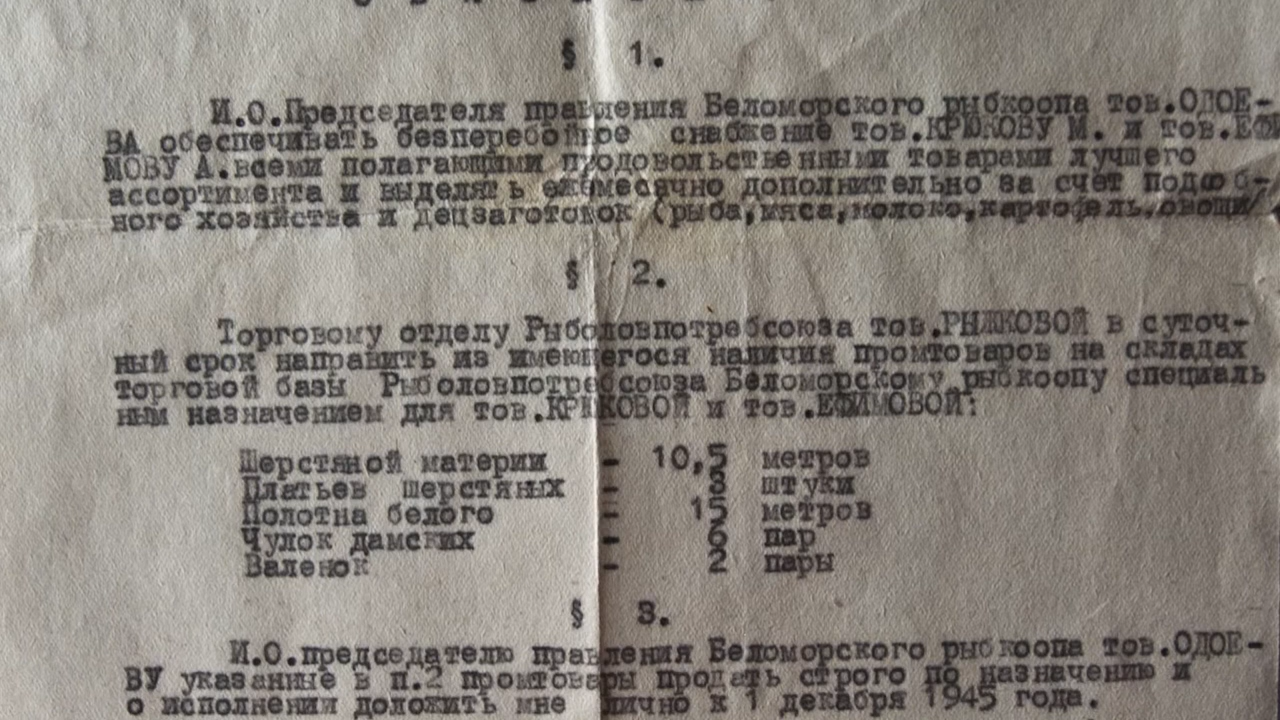 § 1.
И.О.Председателя правления Беломорского рыбкоопа тов.ОДОЕ-
ВА обеспечивать безперебойное снабжение тов.КРЮКОВУ М. и тов.ЕФИ
МОВУ А.всеми полагающими продовольственными товарами лучшего
ассортимента и выделять ежемесячно дополнительно за счет подсоб-
ного хозяйства и децзаготовок (рыба,мяса,молоко,картофель.овощи/
§ 2.
Торговому отделу Рыболовпотребсоюза тов.РЫЖКОВОЙ в суточ-
ный срок направить из имеющегося наличия промтоваров на складах
торговой базы Рыболовпотребсоюза Беломорскому рыбкоопу специаль
ным назначением для тов.КРЮКОВОЙ и тов.ЕФИМОВОЙ:
Шерстяной материи - 10,5 метров
Платьев шерстяных - штуки
Полотна белого - 15 метров
Чулок дамских - 6 пар
Валенок - 2 пары
§ 3.
И.О.председателю правления Беломорского рыбкоопа тов.ОДОЕ-
ВУ указанные в п.2 промтовары продать строго по назначению и
о исполнении доложить мне лично к 1 декабря 1945 года.